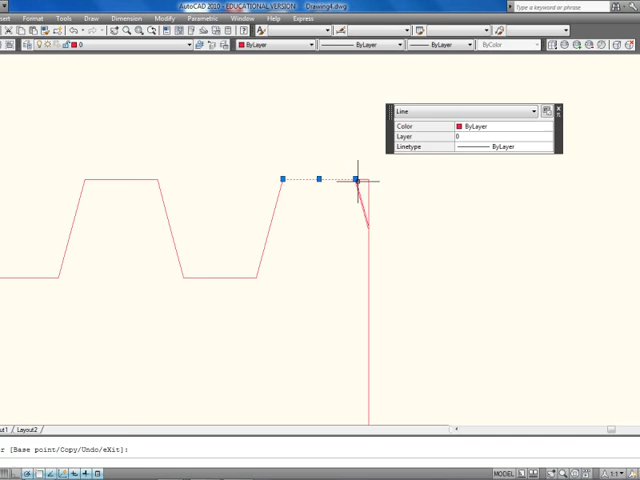 AutoCAD 2010 - EDUCATIONAL VERSION Drawing4.dwg
Type a keyword or phrase
Format Tools Draw Dimension Modify Parametric Window Help Express
0
ByLayer
ByLayer
ByLayer
ByColor
Line
Color ByLayer
Layer 0
Linetype ByLayer
Layout2
r [Base point/Copy/Undo/eXit]:
MODEL
1:1